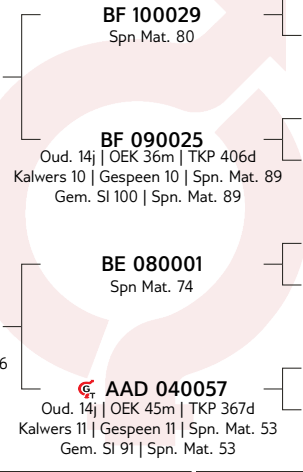 BF 100029
Spn Mat. 80
BF 090025
Oud. 14j | OEK 36m | TKP 406d
Kalwers 10 | Gespeen 10 | Spn. Mat. 89
Gem. SI 100 | Spn. Mat. 89
BE 080001
Spn Mat. 74
6
G T AAD 040057
Oud. 14j | OEK 45m | TKP 367d
Kalwers 11 | Gespeen 11 | Spn. Mat. 53
Gem. SI 91 | Spn. Mat. 53